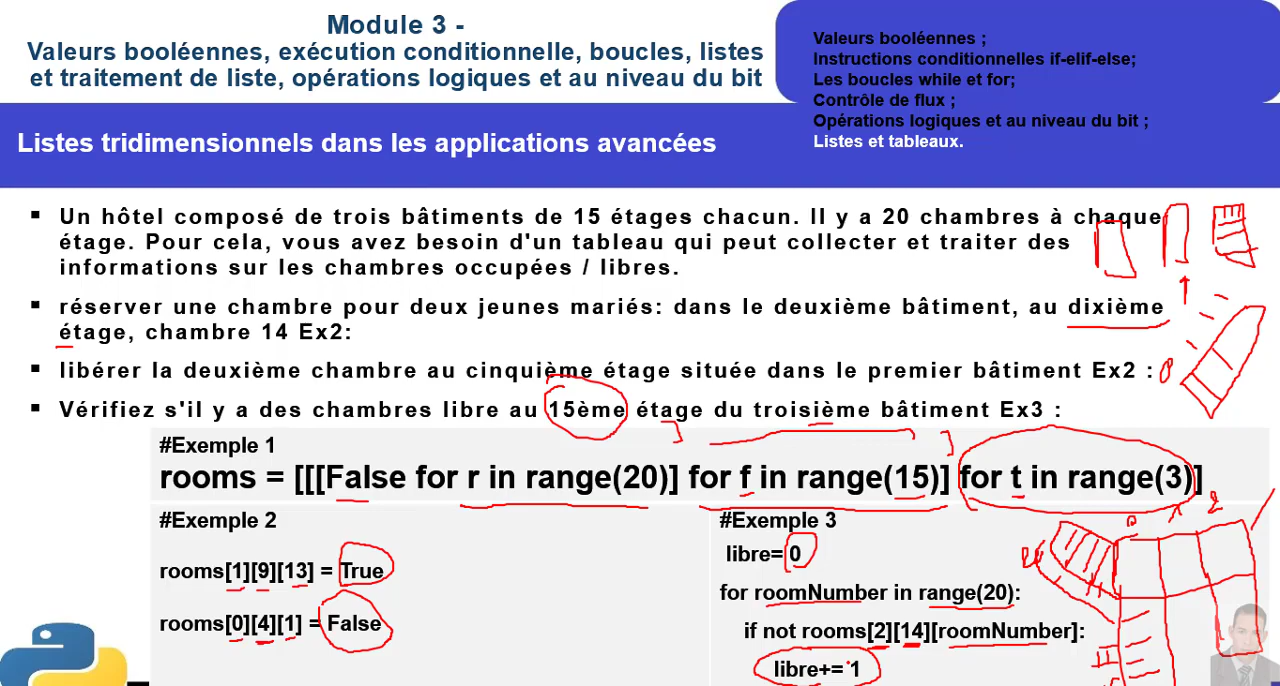 Module 3 -
Valeurs booléennes, exécution conditionnelle, boucles, listes
et traitement de liste, opérations logiques et au niveau du bit
Valeurs booléennes ;
Instructions conditionnelles if-elif-else;
Les boucles while et for;
Contrôle de flux ;
Opérations logiques et au niveau du bit ;
Listes et tableaux.
Listes tridimensionnels dans les applications avancées
▪ Un hôtel composé de trois bâtiments de 15 étages chacun. Il y a 20 chambres à chaque
étage. Pour cela, vous avez besoin d'un tableau qui peut collecter et traiter des
informations sur les chambres occupées / libres.
▪ réserver une chambre pour deux jeunes mariés: dans le deuxième bâtiment, au dixième
étage, chambre 14 Ex2:
▪ libérer la deuxième chambre au cinquième étage située dans le premier bâtiment Ex2 :
▪ Vérifiez s'il y a des chambres libre au 15ème étage du troisième bâtiment Ex3 :
#Exemple 1
rooms = [[[False for r in range(20)] for f in range(15)] for t in range(3)]
#Exemple 2
rooms[1][9][13] = True
rooms[0][4][1] = False
#Exemple 3
libre= 0
for roomNumber in range(20):
if not rooms[2][14][roomNumber]:
libre+= 1
0 1 2